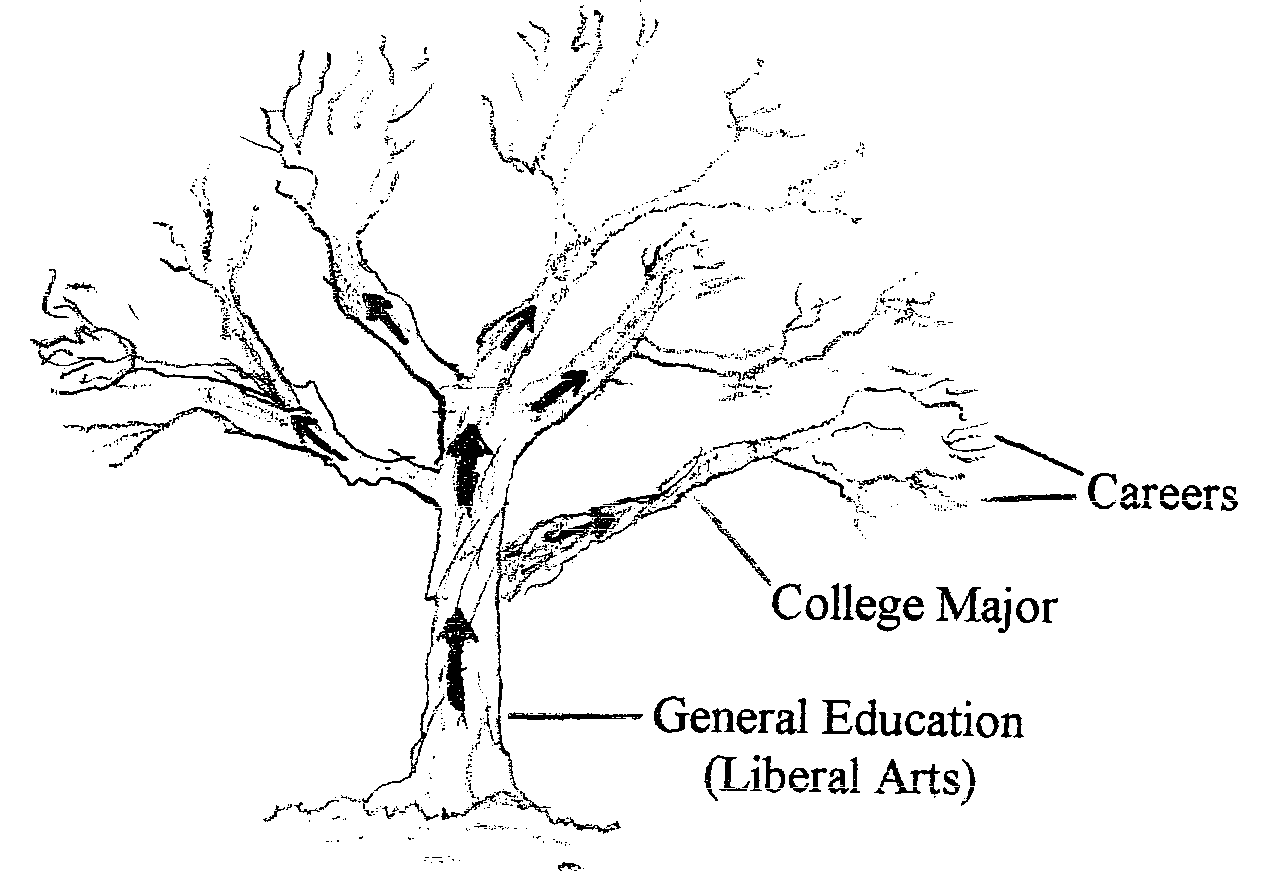 Careers
College Major
General Education
(Liberal Arts)